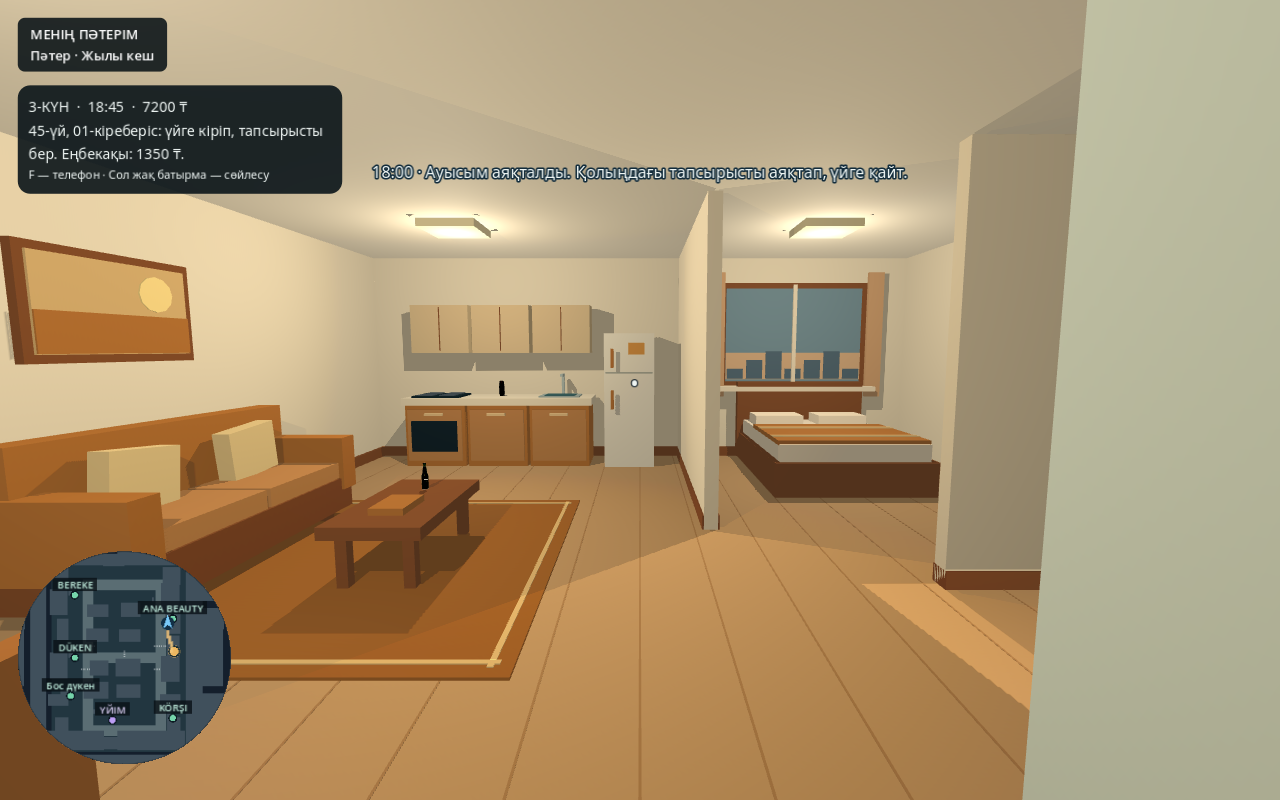 МЕНІҢ ПӘТЕРІМ
Пәтер · Жылы кеш
3-КҮН · 18:45 · 7200 ₸
45-үй, 01-кіреберіс: үйге кіріп, тапсырысты
бер. Еңбекақы: 1350 ₸.
F — телефон · Сол жақ батырма — сөйлесу
18:00 · Ауысым аяқталды. Қолыңдағы тапсырысты аяқтап, үйге қайт.
BEREKE
ANA BEAUTY
DÜKEN
Бос дүкен
ҮЙІМ
KÖRŞI